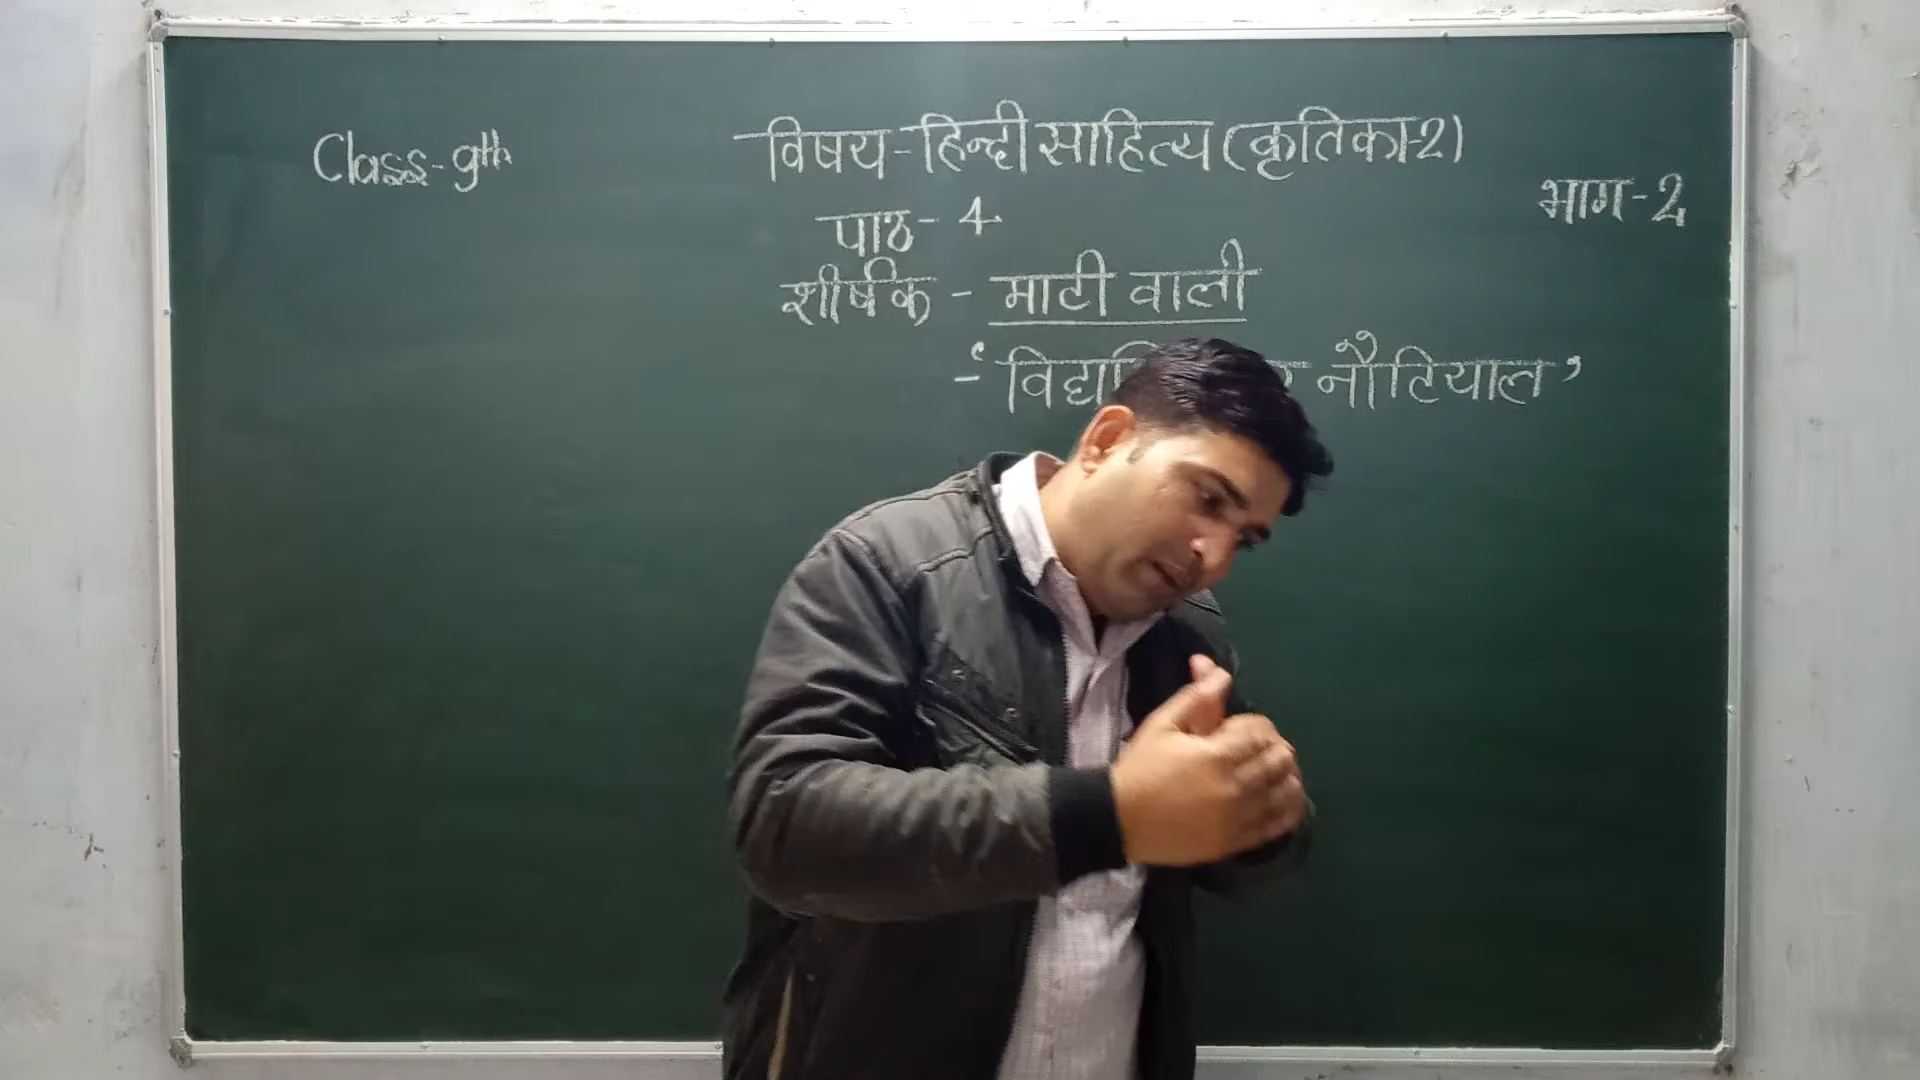 Class-9th
विषय-हिन्दी साहित्य (कृतिका-2)
भाग-2
पाठ-4
शीर्षक - माटी वाली
-‘ नौटियाल’